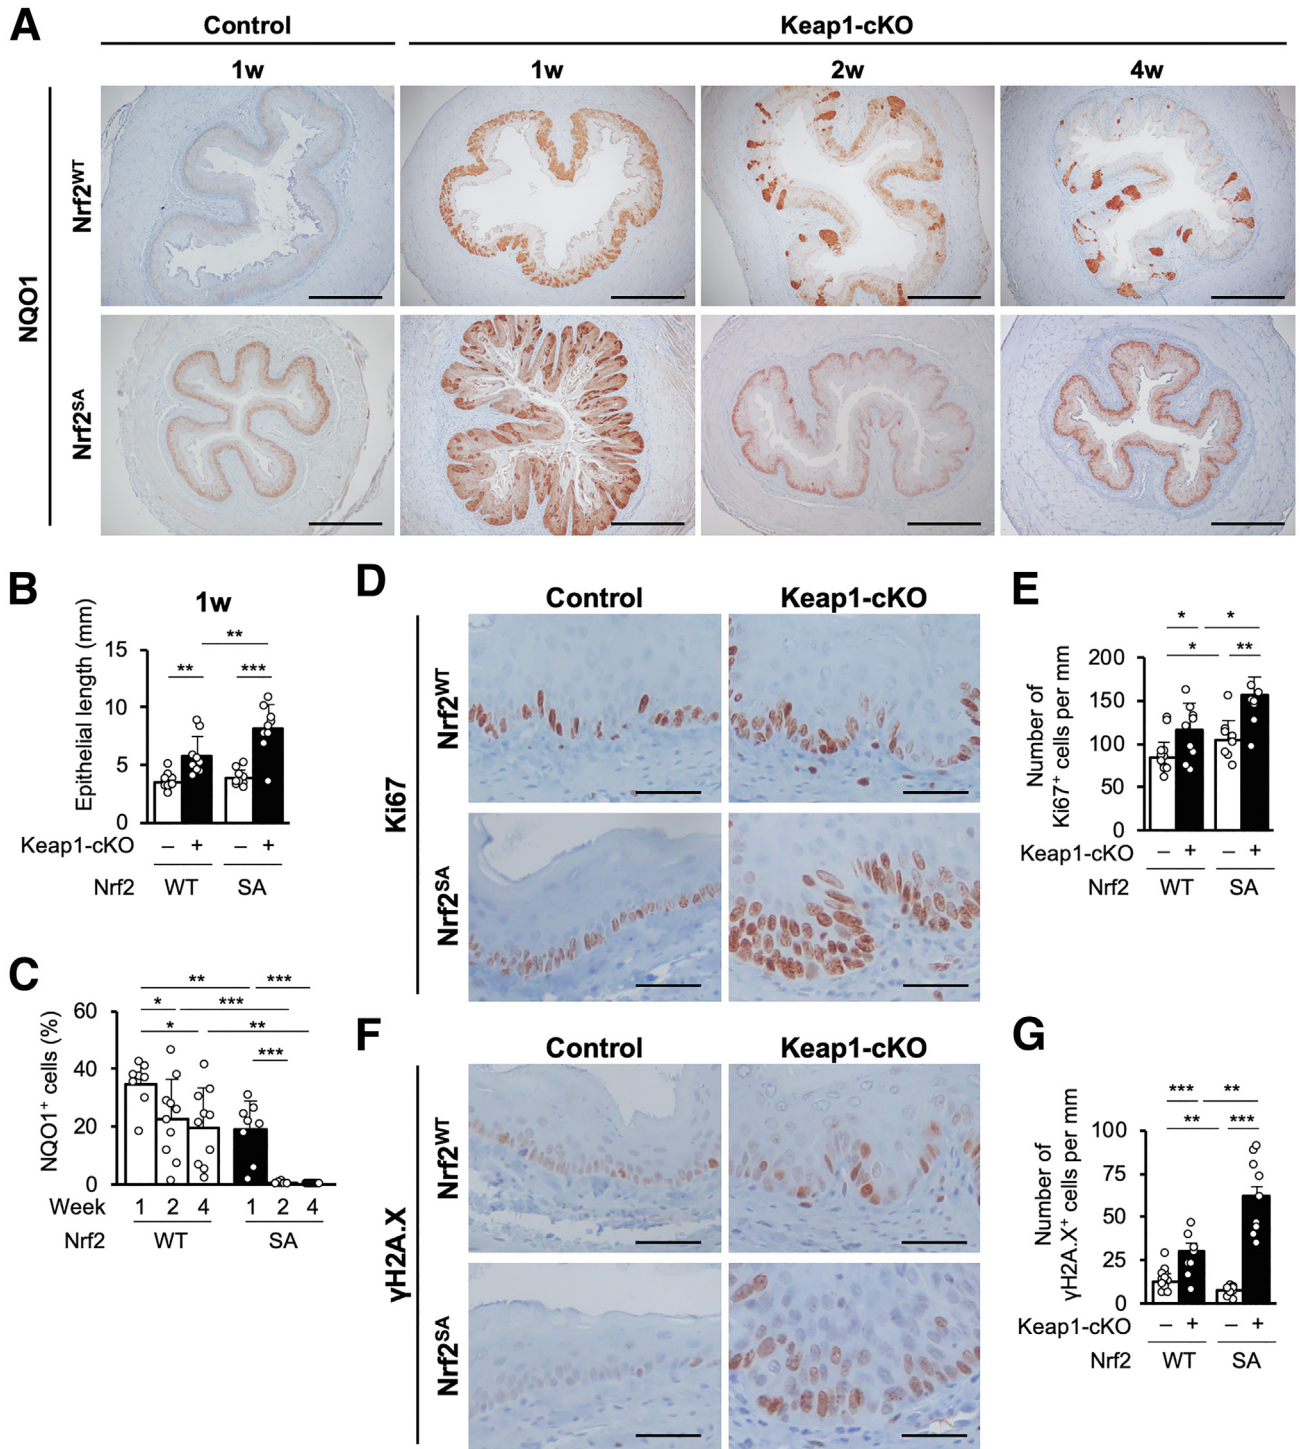 A
Control
Keap1-cKO
1w
1w
2w
4w
NQO1
Nrf2WT
Nrf2SA
B
1w
Epithelial length (mm)
15
10
5
0
** ** ***
Keap1-cKO − + − +
Nrf2 WT SA
C
NQO1+ cells (%)
60
40
20
0
** ***
* ***
* **
***
Week 1 2 4 1 2 4
Nrf2 WT SA
D
Control Keap1-cKO
Ki67
Nrf2WT
Nrf2SA
E
Number of
Ki67+ cells per mm
* *
* **
200
150
100
50
0
Keap1-cKO − + − +
Nrf2 WT SA
F
Control Keap1-cKO
γH2A.X
Nrf2WT
Nrf2SA
G
Number of
γH2A.X+ cells per mm
*** **
** ***
100
75
50
25
0
Keap1-cKO − + − +
Nrf2 WT SA